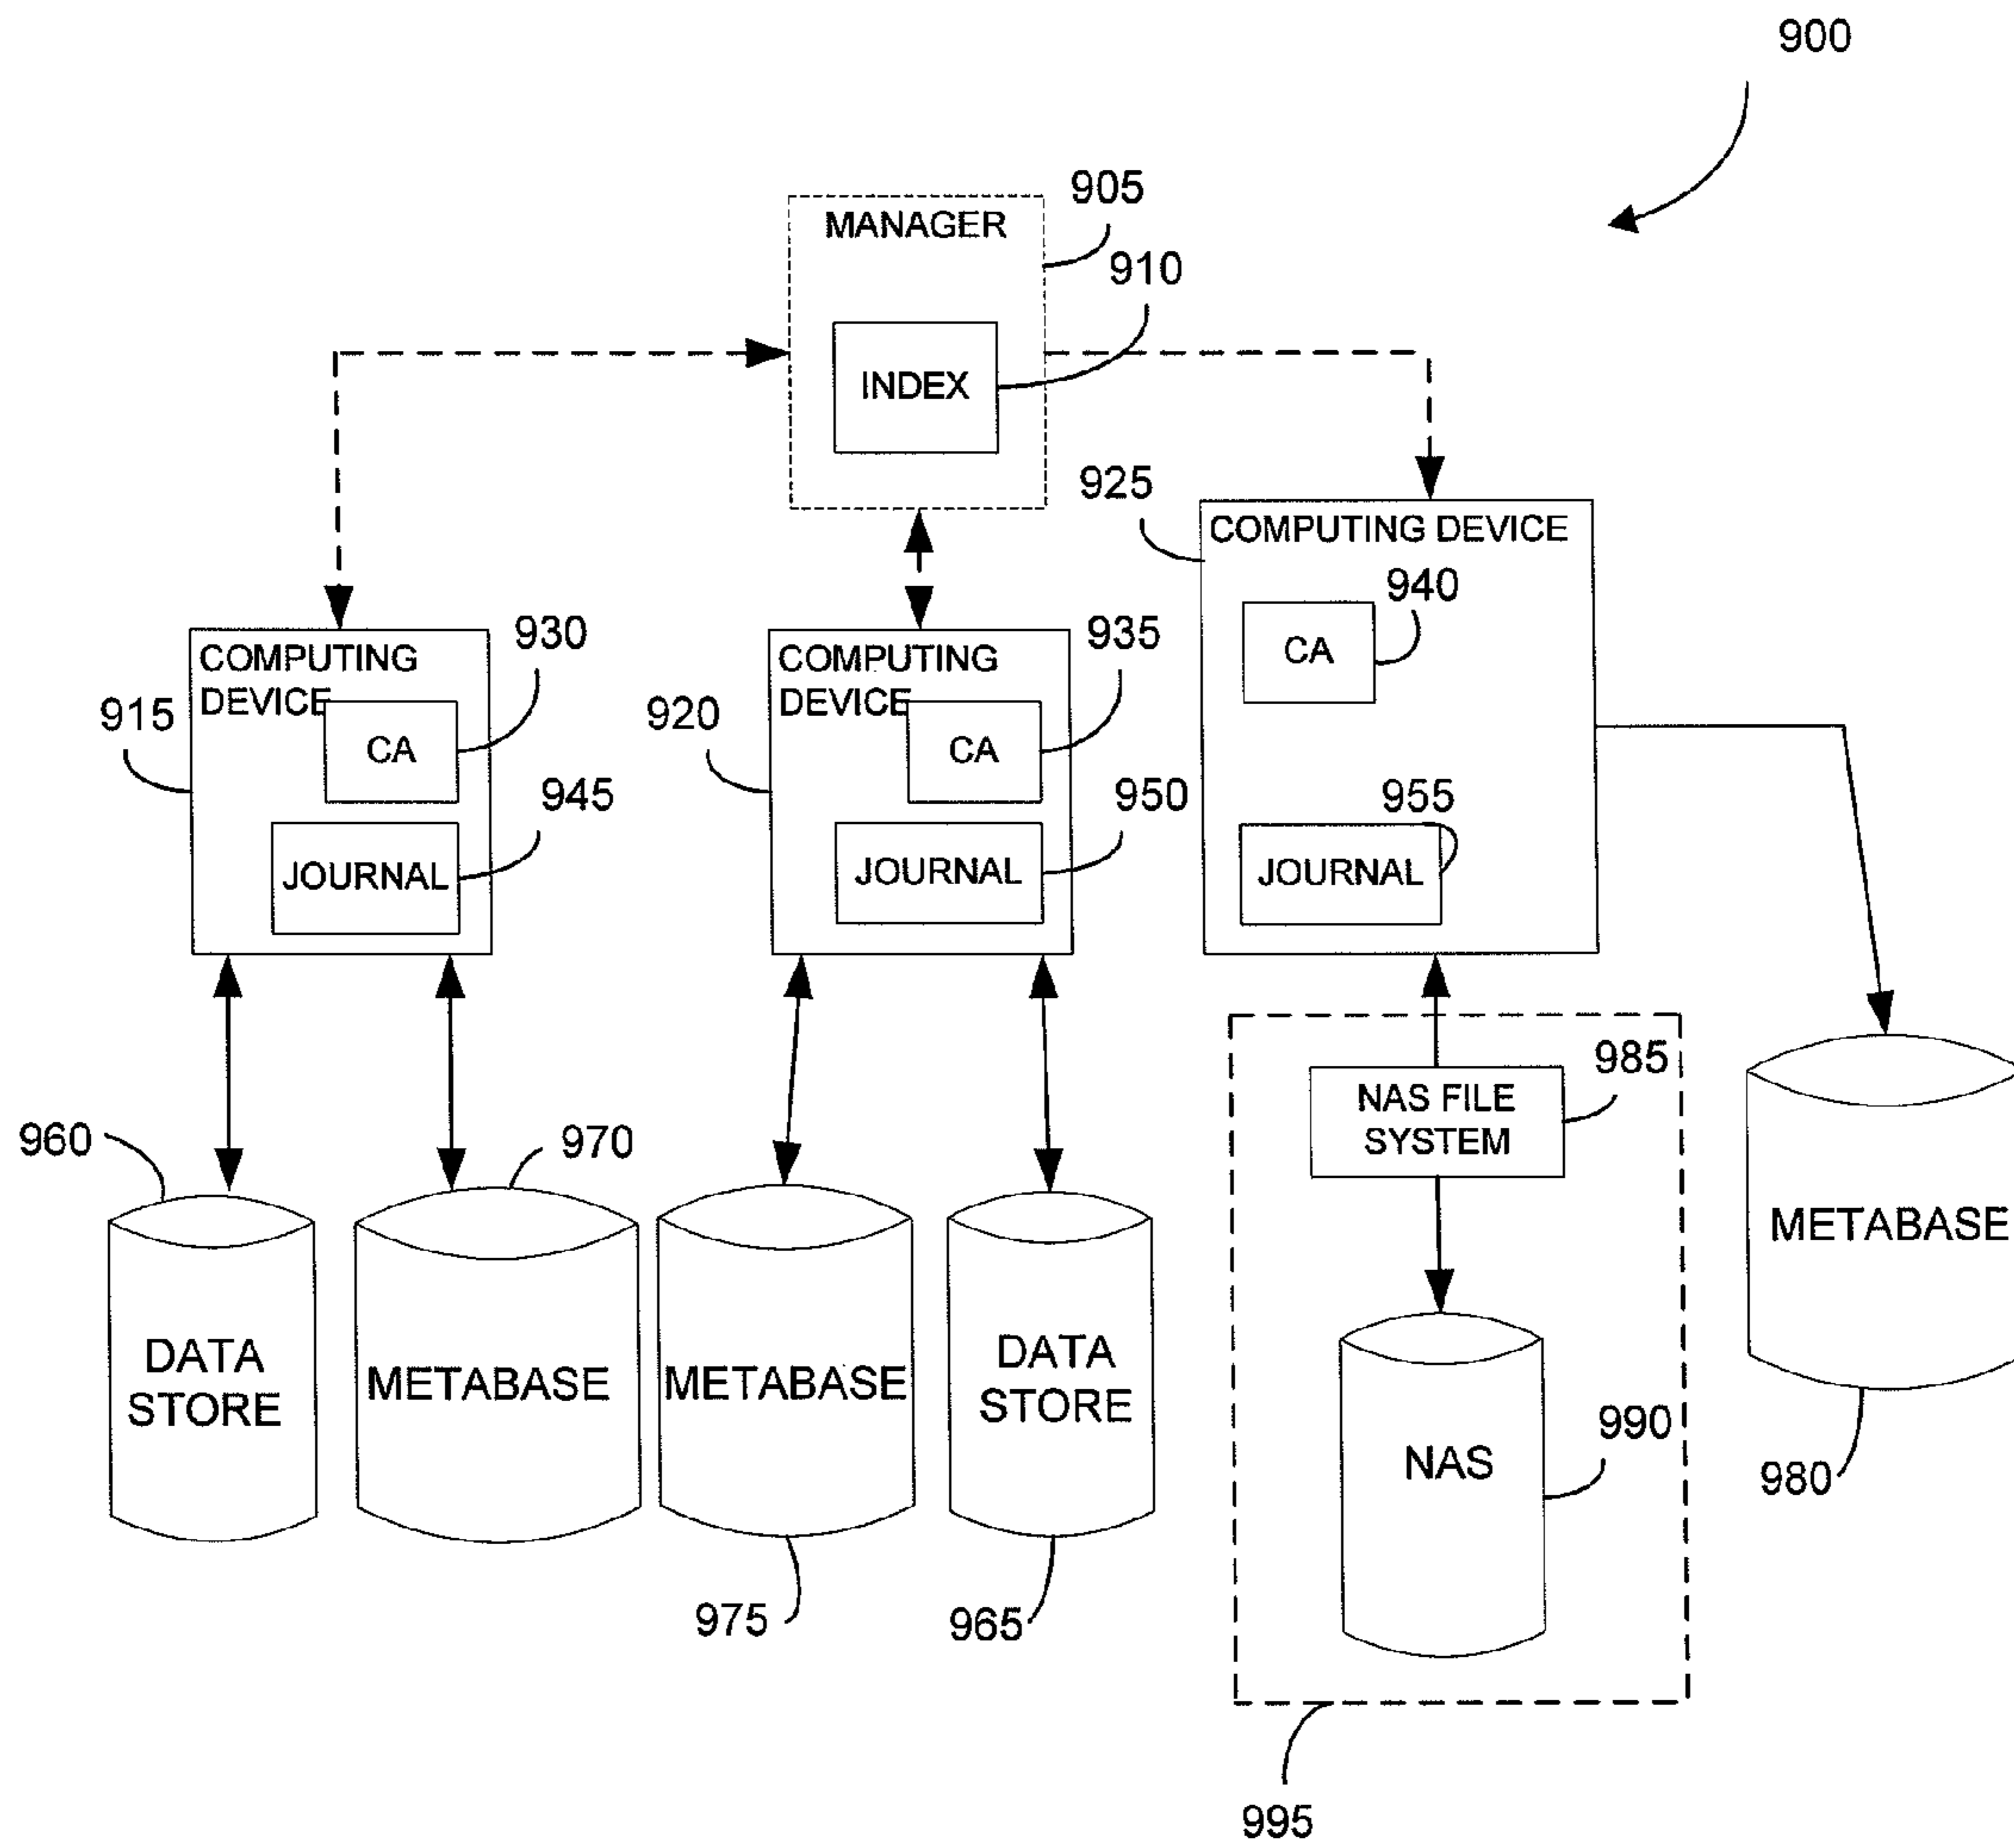 900
905
MANAGER
910
INDEX
925
COMPUTING DEVICE
940
CA
930
COMPUTING
DEVICE
915
CA
935
COMPUTING
DEVICE
920
CA
945
JOURNAL
950
JOURNAL
955
JOURNAL
985
NAS FILE
SYSTEM
960
970
METABASE
DATA
STORE
METABASE
METABASE
DATA
STORE
990
NAS
980
975
965
995